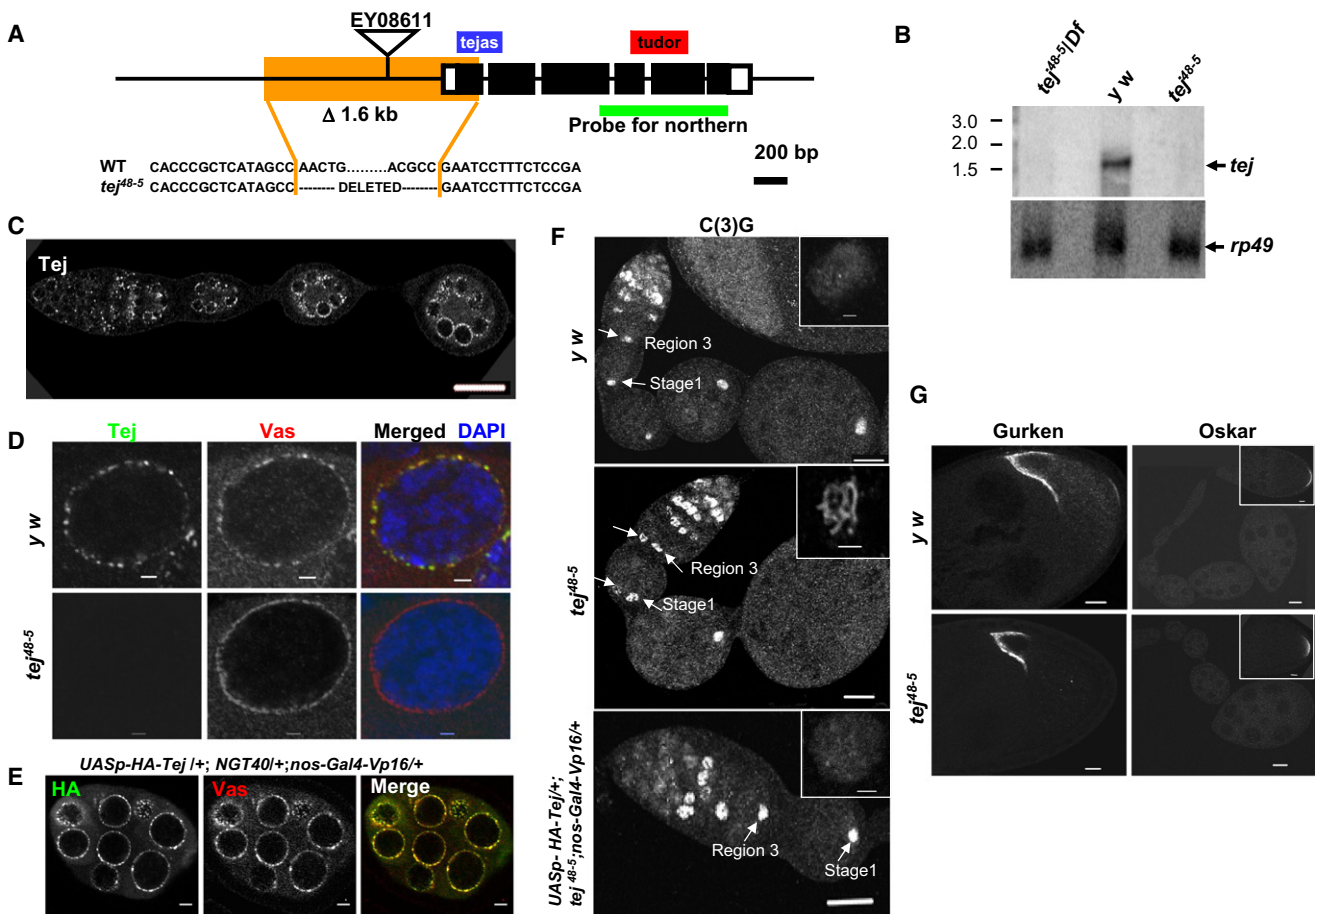 A
EY08611
tejas
tudor
Δ 1.6 kb
Probe for northern
200 bp
WT CACCCGCTCATAGCC AACTG.........ACGCC GAATCCTTTCTCCGA
tej48-5 CACCCGCTCATAGCC -------- DELETED-------- GAATCCTTTCTCCGA
B
tej48-5/Df
y w
tej48-5
3.0
2.0
1.5
tej
rp49
C
Tej
D
Tej
Vas
Merged DAPI
y w
tej48-5
E
UASp-HA-Tej /+; NGT40/+;nos-Gal4-Vp16/+
HA
Vas
Merge
F
C(3)G
y w
Region 3
Stage1
tej48-5
Region 3
Stage1
UASp- HA-Tej/+;
tej 48-5;nos-Gal4-Vp16/+
Region 3
Stage1
G
Gurken
Oskar
y w
tej48-5